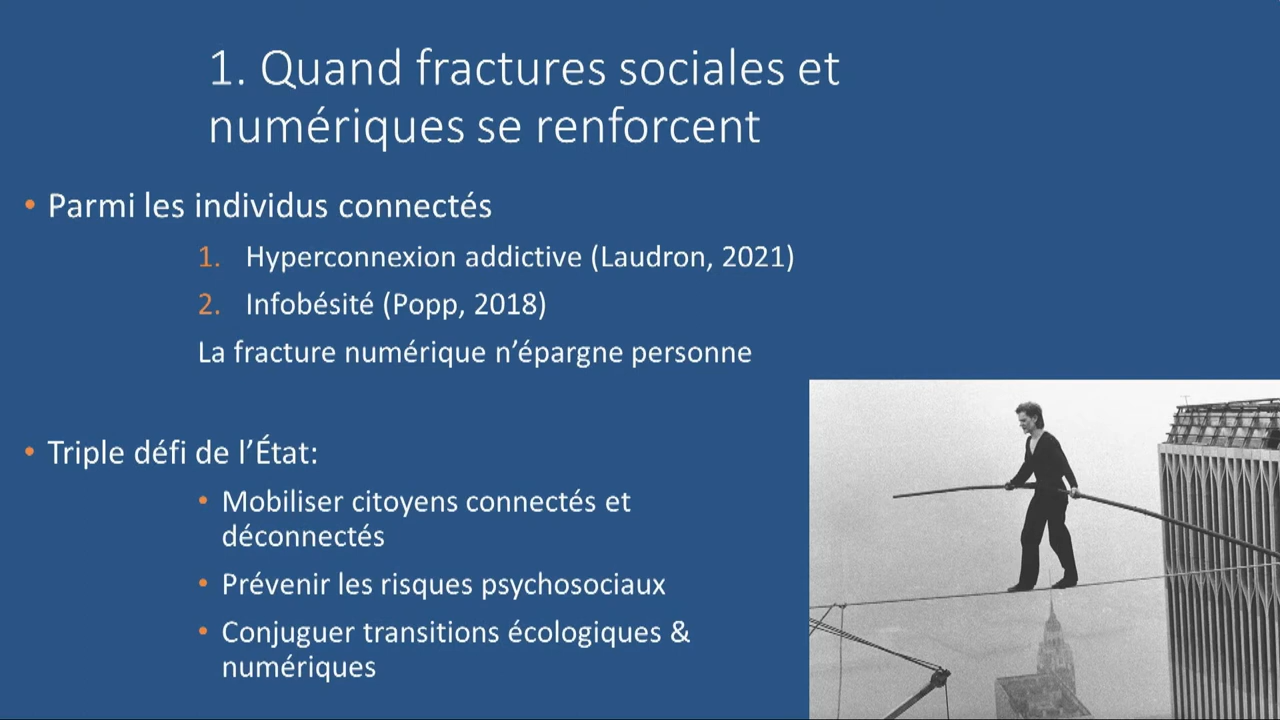 1. Quand fractures sociales et
numériques se renforcent
• Parmi les individus connectés
1. Hyperconnexion addictive (Laudron, 2021)
2. Infobésité (Popp, 2018)
La fracture numérique n’épargne personne
• Triple défi de l’État:
• Mobiliser citoyens connectés et
déconnectés
• Prévenir les risques psychosociaux
• Conjuguer transitions écologiques &
numériques